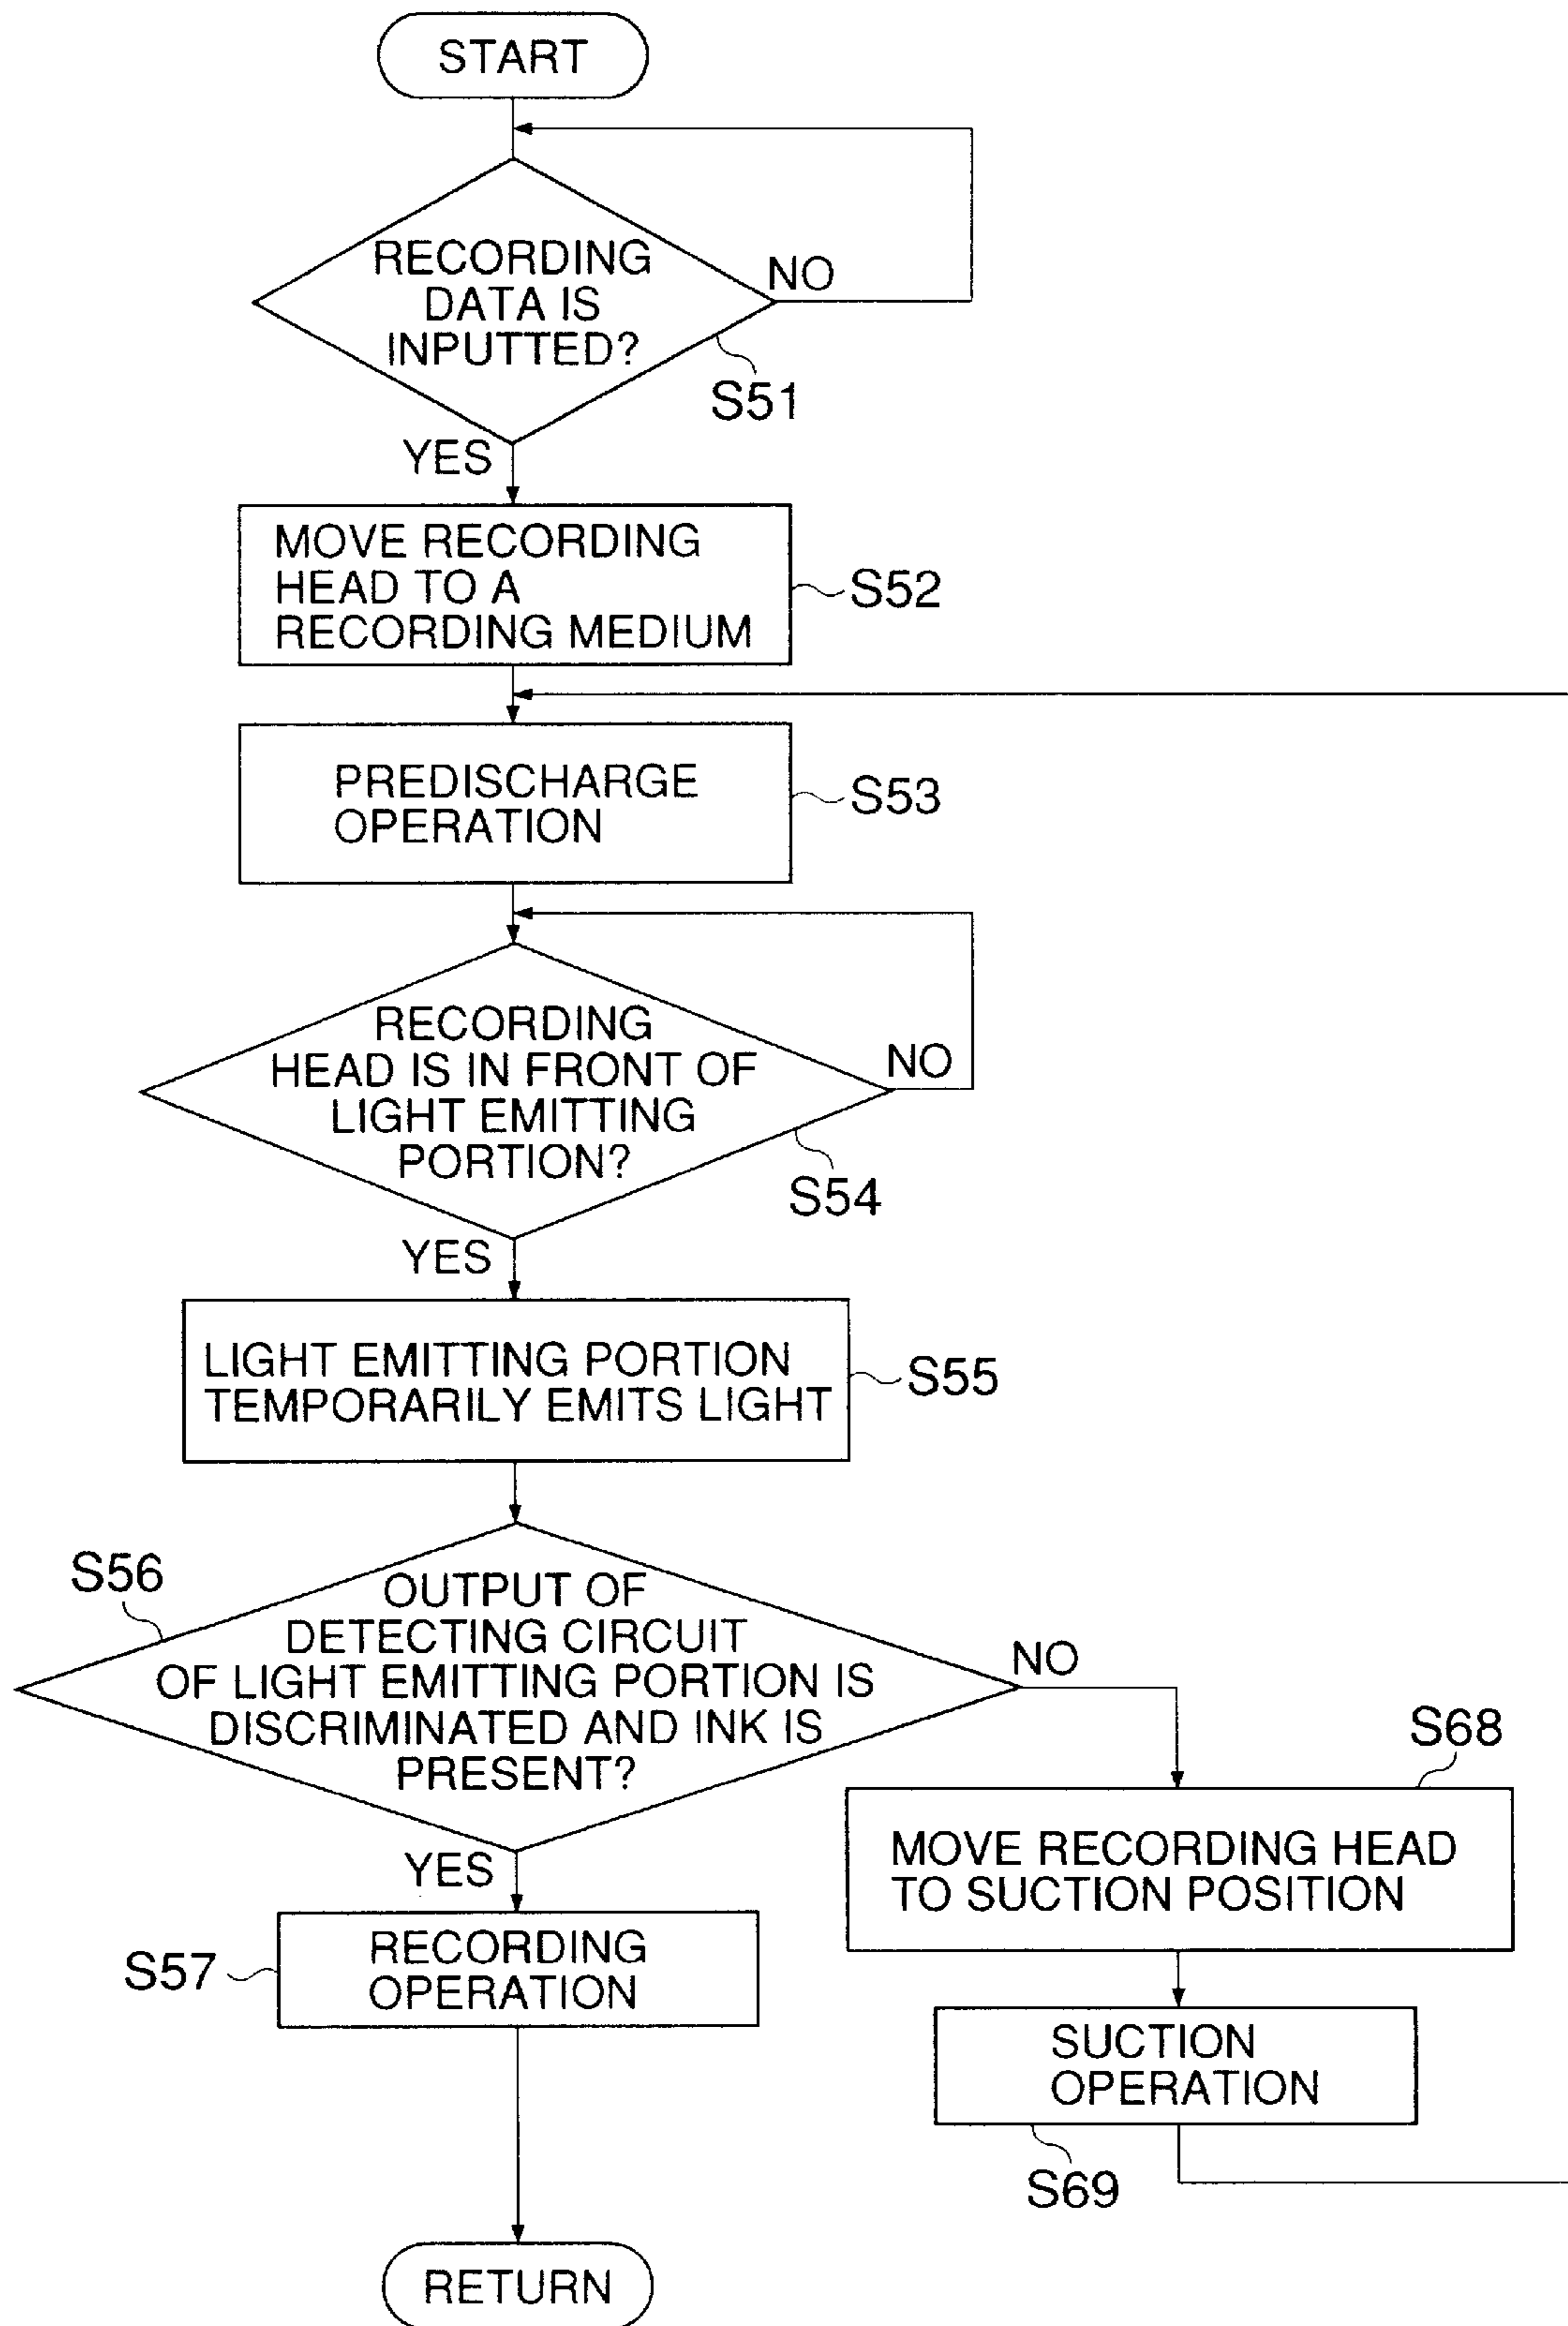 START
RECORDING
DATA IS
INPUTTED?
NO
S51
YES
MOVE RECORDING
HEAD TO A
RECORDING MEDIUM
S52
PREDISCHARGE
OPERATION
S53
RECORDING
HEAD IS IN FRONT OF
LIGHT EMITTING
PORTION?
NO
S54
YES
LIGHT EMITTING PORTION
TEMPORARILY EMITS LIGHT
S55
S56
OUTPUT OF
DETECTING CIRCUIT
OF LIGHT EMITTING PORTION IS
DISCRIMINATED AND INK IS
PRESENT?
NO
YES
S68
MOVE RECORDING HEAD
TO SUCTION POSITION
S57
RECORDING
OPERATION
SUCTION
OPERATION
S69
RETURN